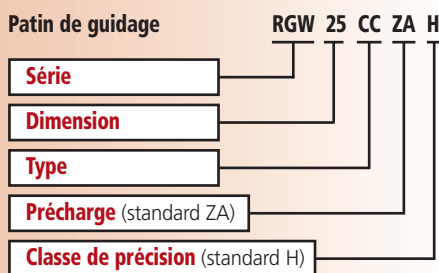 Patin de guidage RGW 25 CC ZA H
Série
Dimension
Type
Précharge (standard ZA)
Classe de précision (standard H)